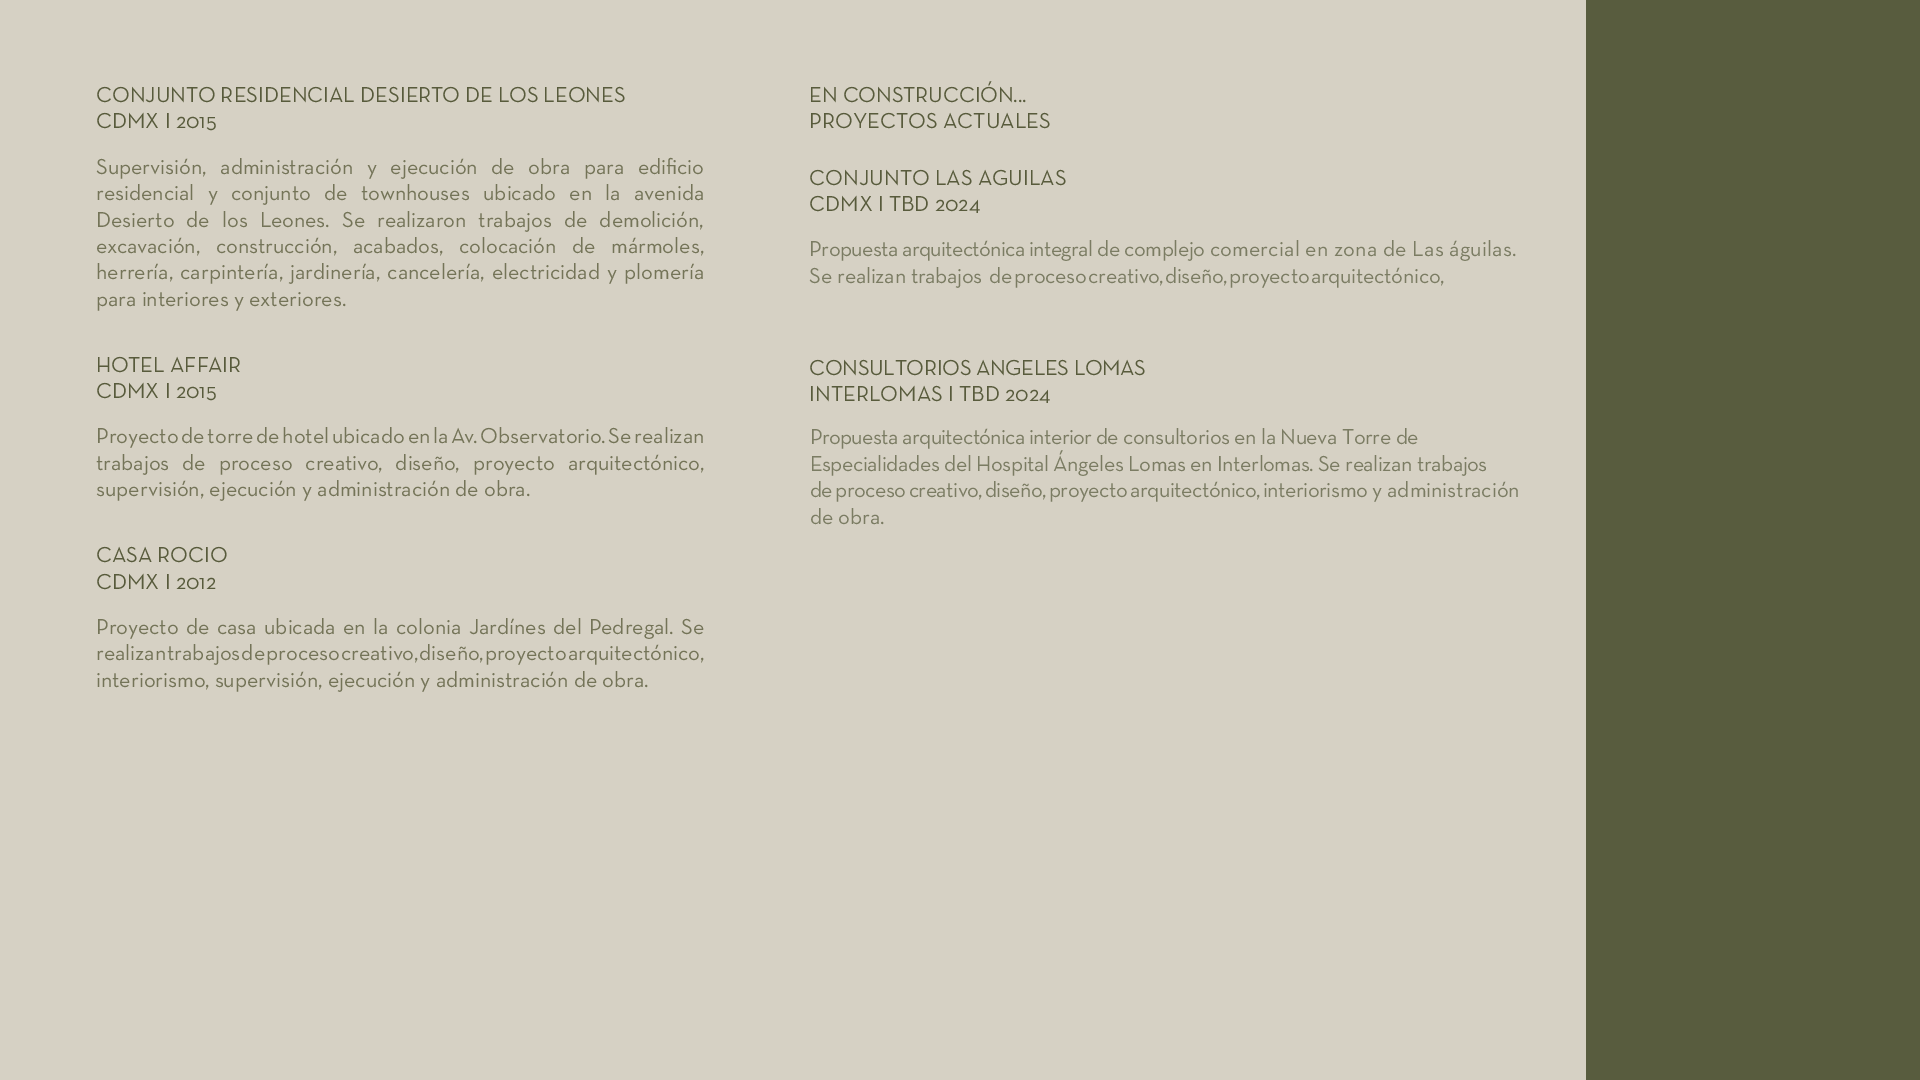 CONJUNTO RESIDENCIAL DESIERTO DE LOS LEONES
CDMX I 2015
Supervisión, administración y ejecución de obra para edificio
residencial y conjunto de townhouses ubicado en la avenida
Desierto de los Leones. Se realizaron trabajos de demolición,
excavación, construcción, acabados, colocación de mármoles,
herrería, carpintería, jardinería, cancelería, electricidad y plomería
para interiores y exteriores.
HOTEL AFFAIR
CDMX I 2015
Proyecto de torre de hotel ubicado en la Av. Observatorio. Se realizan
trabajos de proceso creativo, diseño, proyecto arquitectónico,
supervisión, ejecución y administración de obra.
CASA ROCIO
CDMX I 2012
Proyecto de casa ubicada en la colonia Jardínes del Pedregal. Se
realizan trabajos de proceso creativo, diseño, proyecto arquitectónico,
interiorismo, supervisión, ejecución y administración de obra.
EN CONSTRUCCIÓN...
PROYECTOS ACTUALES
CONJUNTO LAS AGUILAS
CDMX I TBD 2024
Propuesta arquitectónica integral de complejo comercial en zona de Las águilas.
Se realizan trabajos de proceso creativo, diseño, proyecto arquitectónico,
CONSULTORIOS ANGELES LOMAS
INTERLOMAS I TBD 2024
Propuesta arquitectónica interior de consultorios en la Nueva Torre de
Especialidades del Hospital Ángeles Lomas en Interlomas. Se realizan trabajos
de proceso creativo, diseño, proyecto arquitectónico, interiorismo y administración
de obra.